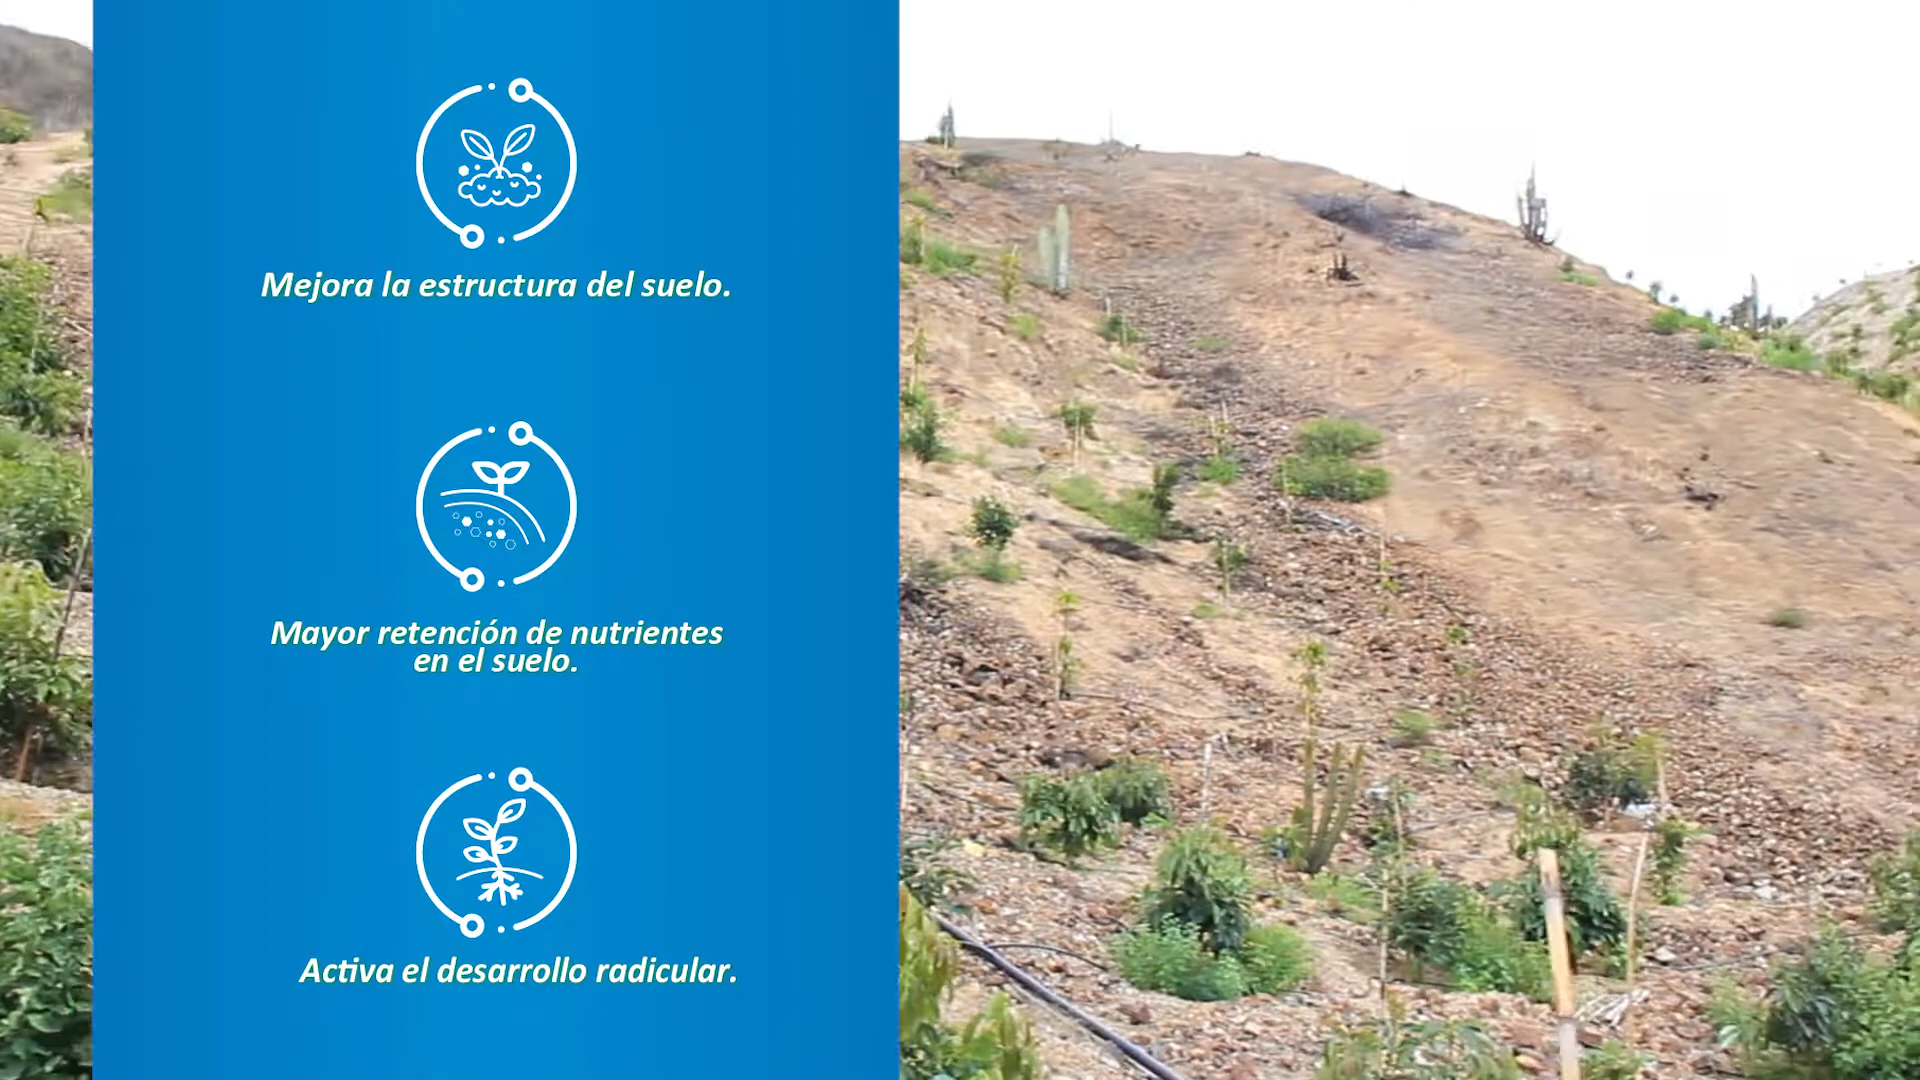 Mejora la estructura del suelo.
Mayor retención de nutrientes
en el suelo.
Activa el desarrollo radicular.